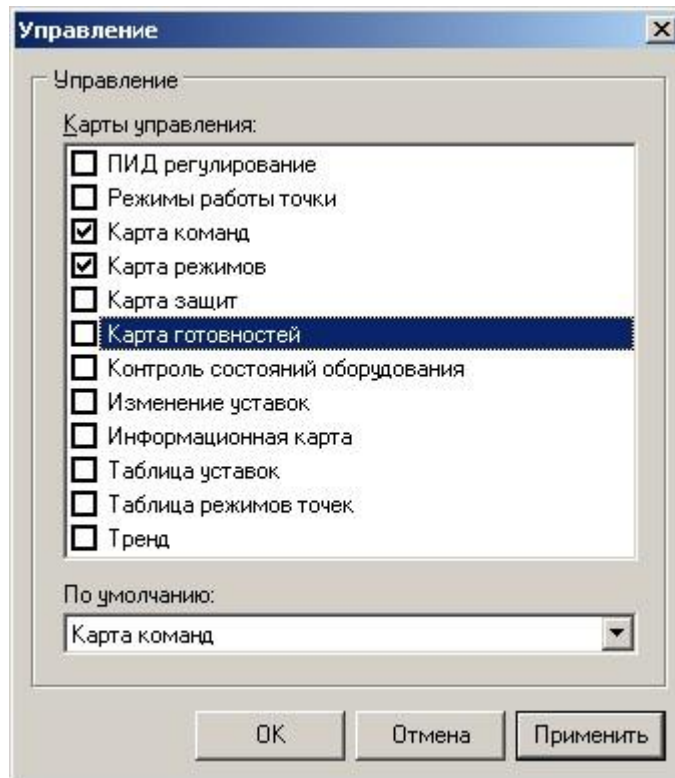 Управление
Управление
Карты управления:
ПИД регулирование
Режимы работы точки
Карта команд
Карта режимов
Карта защит
Карта готовностей
Контроль состояний оборудования
Изменение уставок
Информационная карта
Таблица уставок
Таблица режимов точек
Тренд
По умолчанию:
Карта команд
OK
Отмена
Применить